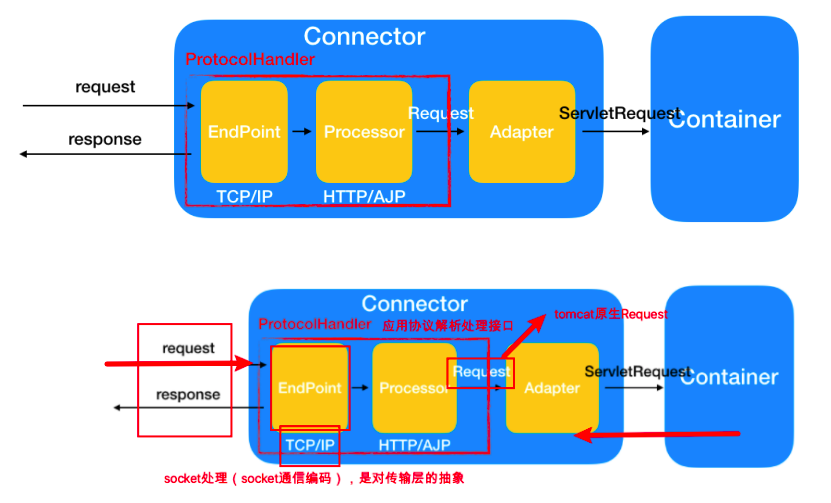 Connector
ProtocolHandler
request
Request
ServletRequest
EndPoint
Processor
Adapter
Container
response
TCP/IP
HTTP/AJP
Connector
tomcat原生Request
ProtocolHandler
应用协议解析处理接口
request
Request
ServletRequest
EndPoint
Processor
Adapter
Container
response
TCP/IP
HTTP/AJP
socket处理（socket通信编码），是对传输层的抽象